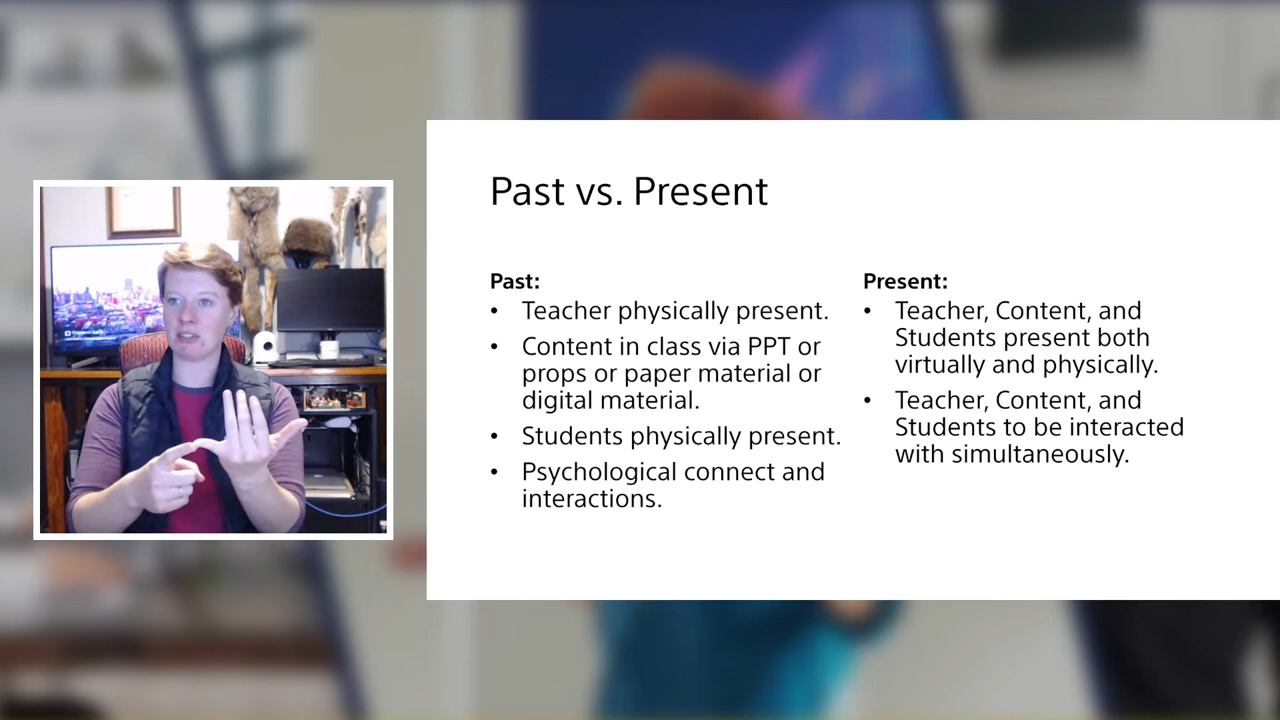 Past vs. Present
Past:
• Teacher physically present.
• Content in class via PPT or
props or paper material or
digital material.
• Students physically present.
• Psychological connect and
interactions.
Present:
• Teacher, Content, and
Students present both
virtually and physically.
• Teacher, Content, and
Students to be interacted
with simultaneously.